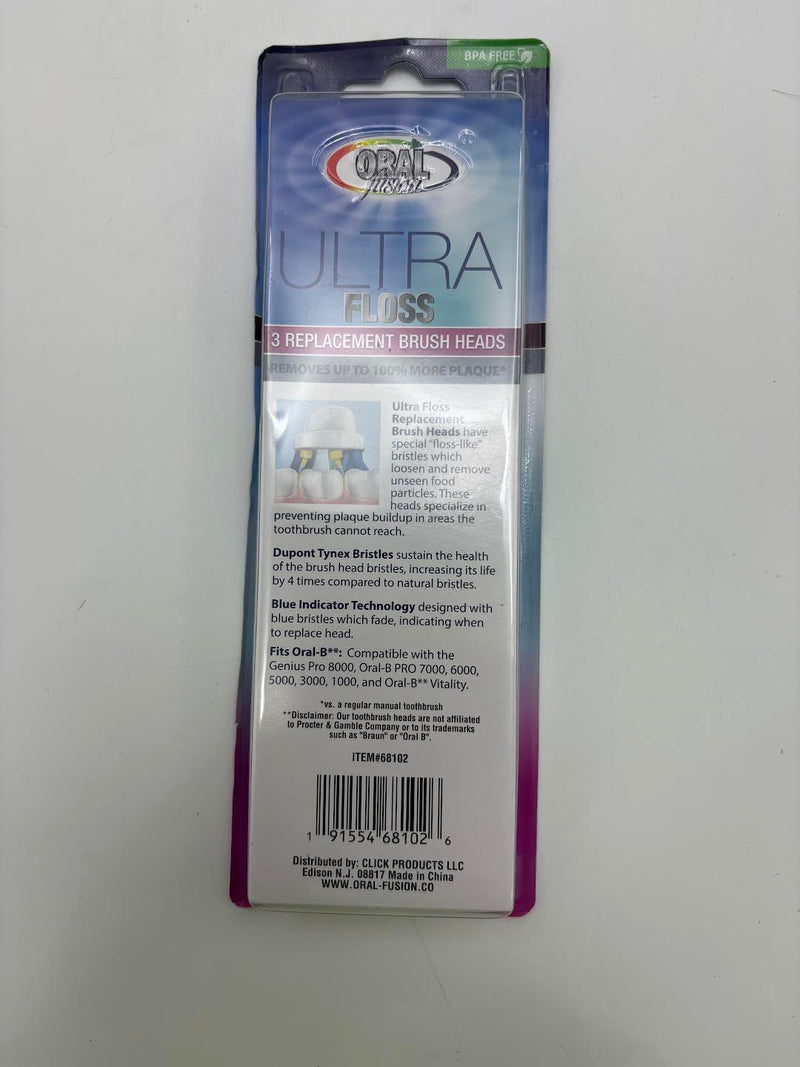 BPA FREE
ORAL
fusion
ULTRA
FLOSS
3 REPLACEMENT BRUSH HEADS
REMOVES UP TO 100% MORE PLAQUE*
Ultra Floss
Replacement
Brush Heads have
special "floss-like"
bristles which
loosen and remove
unseen food
particles. These
heads specialize in
preventing plaque buildup in areas the
toothbrush cannot reach.
Dupont Tynex Bristles sustain the health
of the brush head bristles, increasing its life
by 4 times compared to natural bristles.
Blue Indicator Technology designed with
blue bristles which fade, indicating when
to replace head.
Fits Oral-B**: Compatible with the
Genius Pro 8000, Oral-B PRO 7000, 6000,
5000, 3000, 1000, and Oral-B** Vitality.
*vs. a regular manual toothbrush
**Disclaimer: Our toothbrush heads are not affiliated
to Procter & Gamble Company or to its trademarks
such as "Braun" or "Oral B".
ITEM#68102
1 91554 68102 6
Distributed by: CLICK PRODUCTS LLC
Edison N.J. 08817 Made in China
WWW.ORAL-FUSION.CO